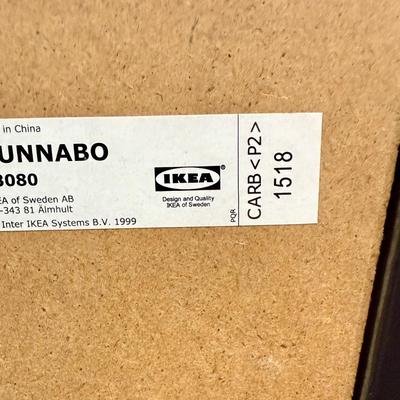 in China
UNNABO
3080
IKEA
EA of Sweden AB
-343 81 Älmhult
Design and Quality
IKEA of Sweden
Inter IKEA Systems B.V. 1999
PQR
CARB<P2>
1518